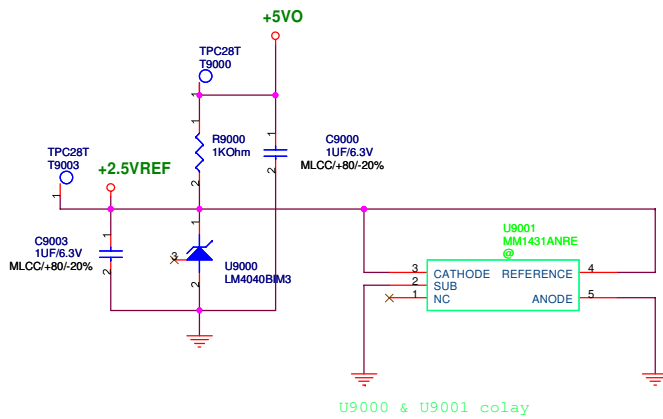 +5VO
TPC28T
T9000
1
1
R9000
1KOhm
2
1
C9000
1UF/6.3V
MLCC/+80/-20%
2
TPC28T
T9003
1
+2.5VREF
1
C9003
1UF/6.3V
MLCC/+80/-20%
2
1
3
U9000
LM4040BIM3
2
U9001
MM1431ANRE
@
3 CATHODE REFERENCE 4
2 SUB
1 NC ANODE 5
U9000 & U9001 colay